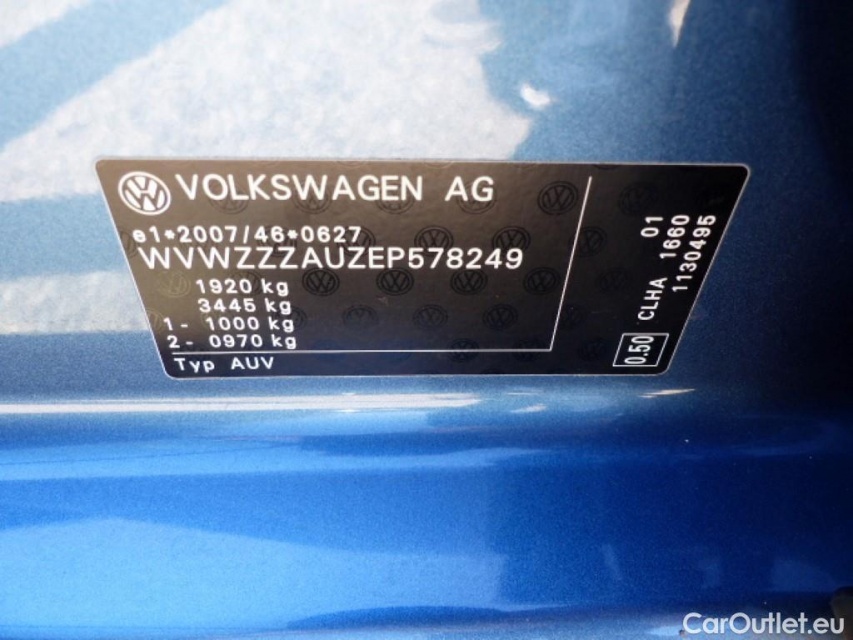 VOLKSWAGEN AG
e1*2007/46*0627
WVWZZZAUZEP578249
1920 kg
3445 kg
1- 1000 kg
2- 0970 kg
Typ AUV
01
CLHA 1660
1130495
0.50
CarOutlet.eu